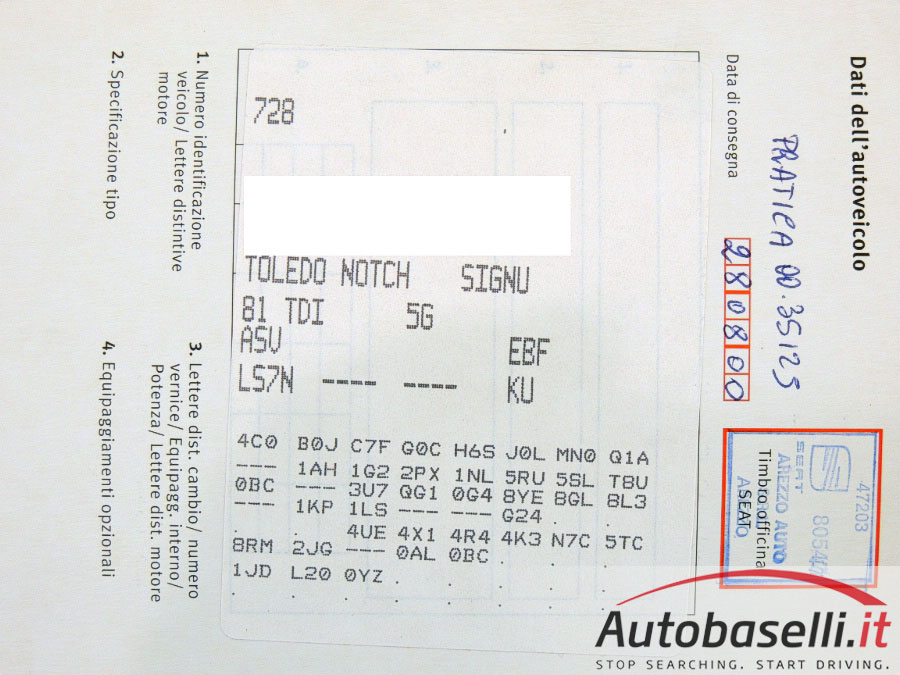 Dati dell'autoveicolo
PRATICA 00.35125
Data di consegna
280800
47203
80544
SEAT
AREZZO AUTO
Timbro officina
SEAT
728
TOLEDO NOTCH SIGNU
81 TDI 5G
ASV EBF
LS7N ---- ---- KU
4C0 B0J C7F G0C H6S J0L MN0 Q1A
--- 1AH 1G2 2PX 1NL 5RU 5SL T8U
0BC --- 3U7 QG1 0G4 8YE 8GL 8L3
--- 1KP 1LS --- --- G24 . .
. . 4UE 4X1 4R4 4K3 N7C 5TC
8RM 2JG --- 0AL 0BC . . .
1JD L20 0YZ . . . . .
. . . . . . . .
1. Numero identificazione
veicolo/ Lettere distintive
motore
2. Specificazione tipo
3. Lettere dist. cambio/ numero
vernice/ Equipagg. interno/
Potenza/ Lettere dist. motore
4. Equipaggiamenti opzionali
Autobaselli.it
STOP SEARCHING. START DRIVING.